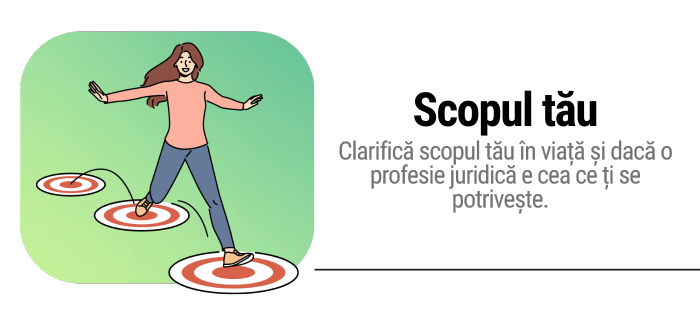 Scopul tău
Clarifică scopul tău în viață și dacă o
profesie juridică e cea ce ți se
potrivește.